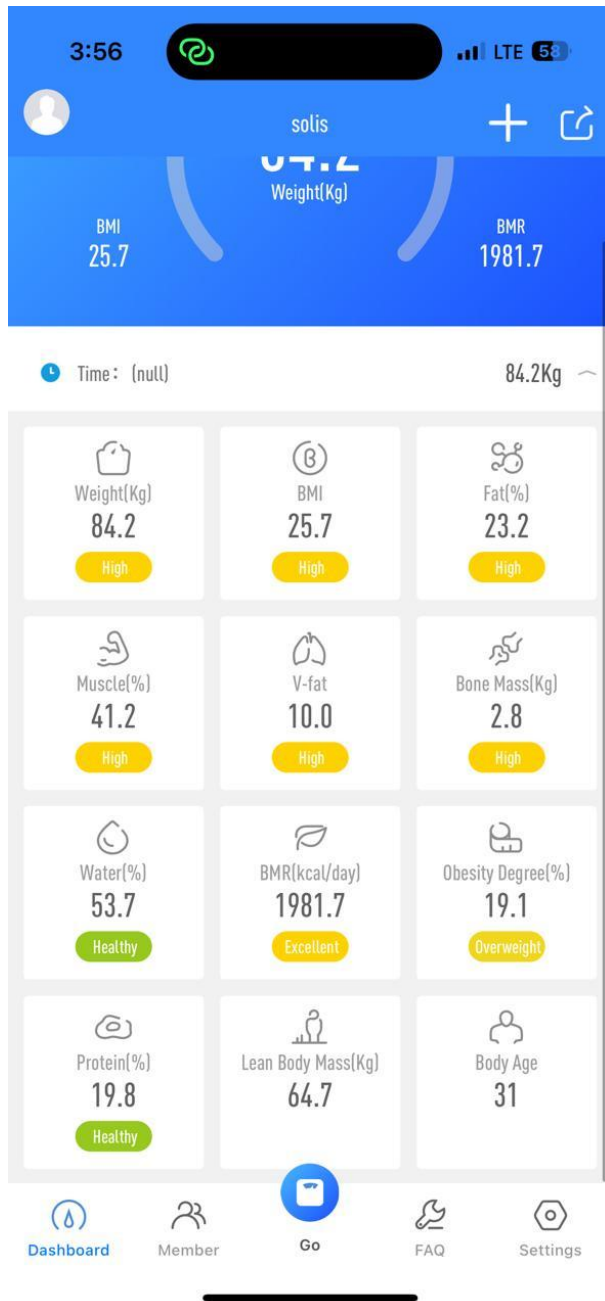 3:56 LTE 58
solis
84.2
Weight(Kg)
BMI
25.7
BMR
1981.7
Time: (null) 84.2Kg
Weight(Kg) BMI Fat(%)
84.2 25.7 23.2
High High High
Muscle(%) V-fat Bone Mass(Kg)
41.2 10.0 2.8
High High High
Water(%) BMR(kcal/day) Obesity Degree(%)
53.7 1981.7 19.1
Healthy Excellent Overweight
Protein(%) Lean Body Mass(Kg) Body Age
19.8 64.7 31
Healthy
Dashboard Member Go FAQ Settings